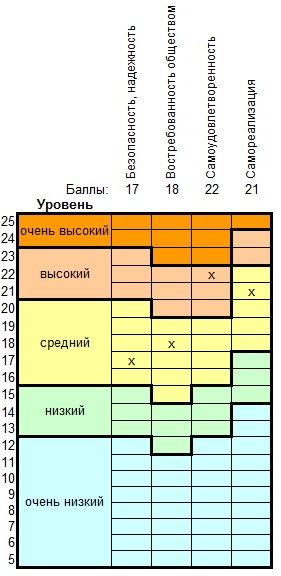 Безопасность, надежность
Востребованность обществом
Самоудовлетворенность
Самореализация
Баллы: 17 18 22 21
Уровень
25
очень высокий
24
23
высокий
22 x
21 x
20
19
средний
18 x
17 x
16
15
низкий
14
13
12
11
10
очень низкий
9
8
7
6
5